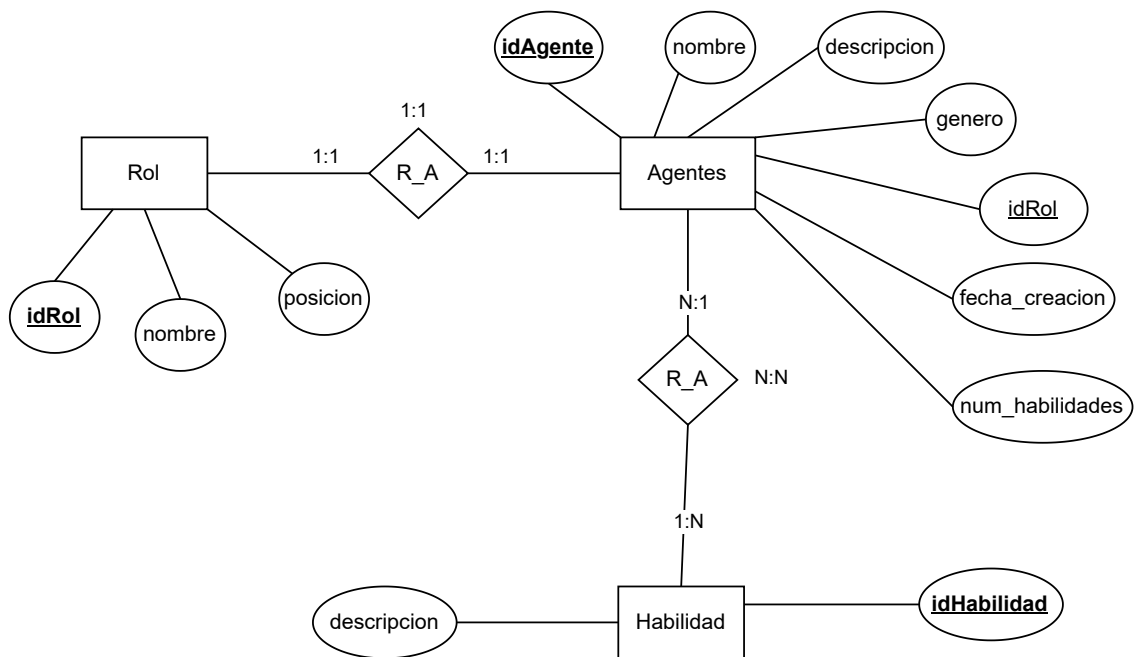 idAgente
nombre
descripcion
1:1
genero
1:1
1:1
Rol
R_A
Agentes
idRol
posicion
fecha_creacion
N:1
idRol
nombre
R_A
N:N
num_habilidades
1:N
descripcion
Habilidad
idHabilidad